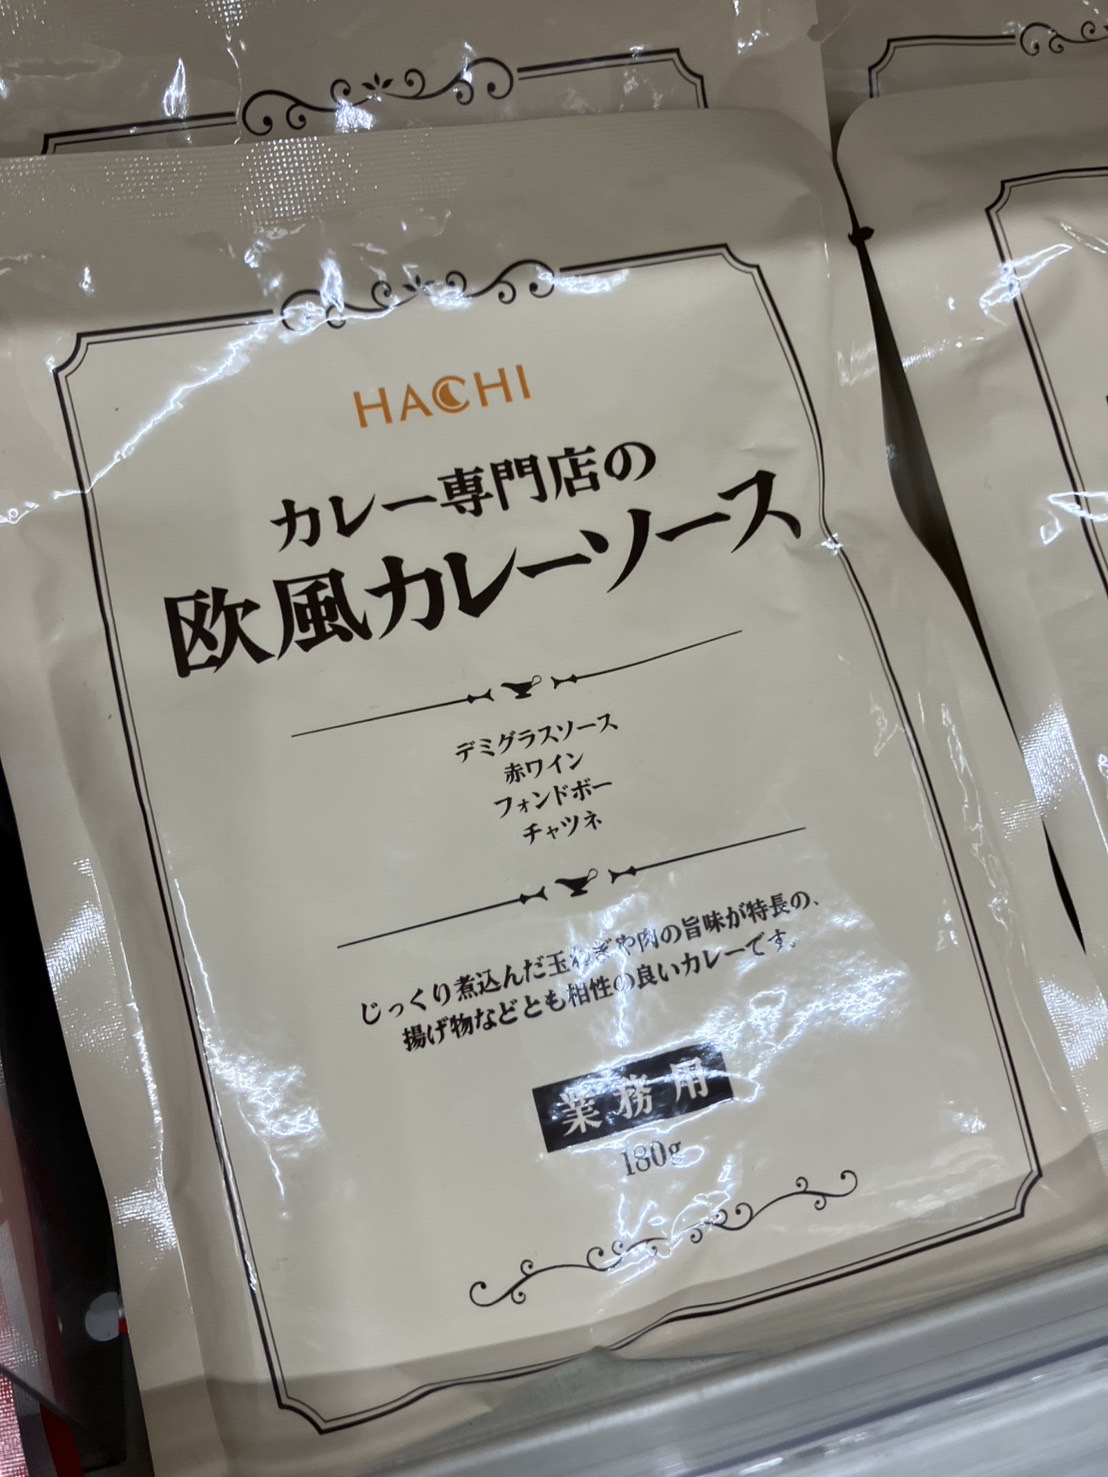 HACHI
カレー専門店の
欧風カレーソース
デミグラスソース
赤ワイン
フォンドボー
チャツネ
じっくり煮込んだ玉ねぎや肉の旨味が特長の、
揚げ物などとも相性の良いカレーです。
業務用
180g